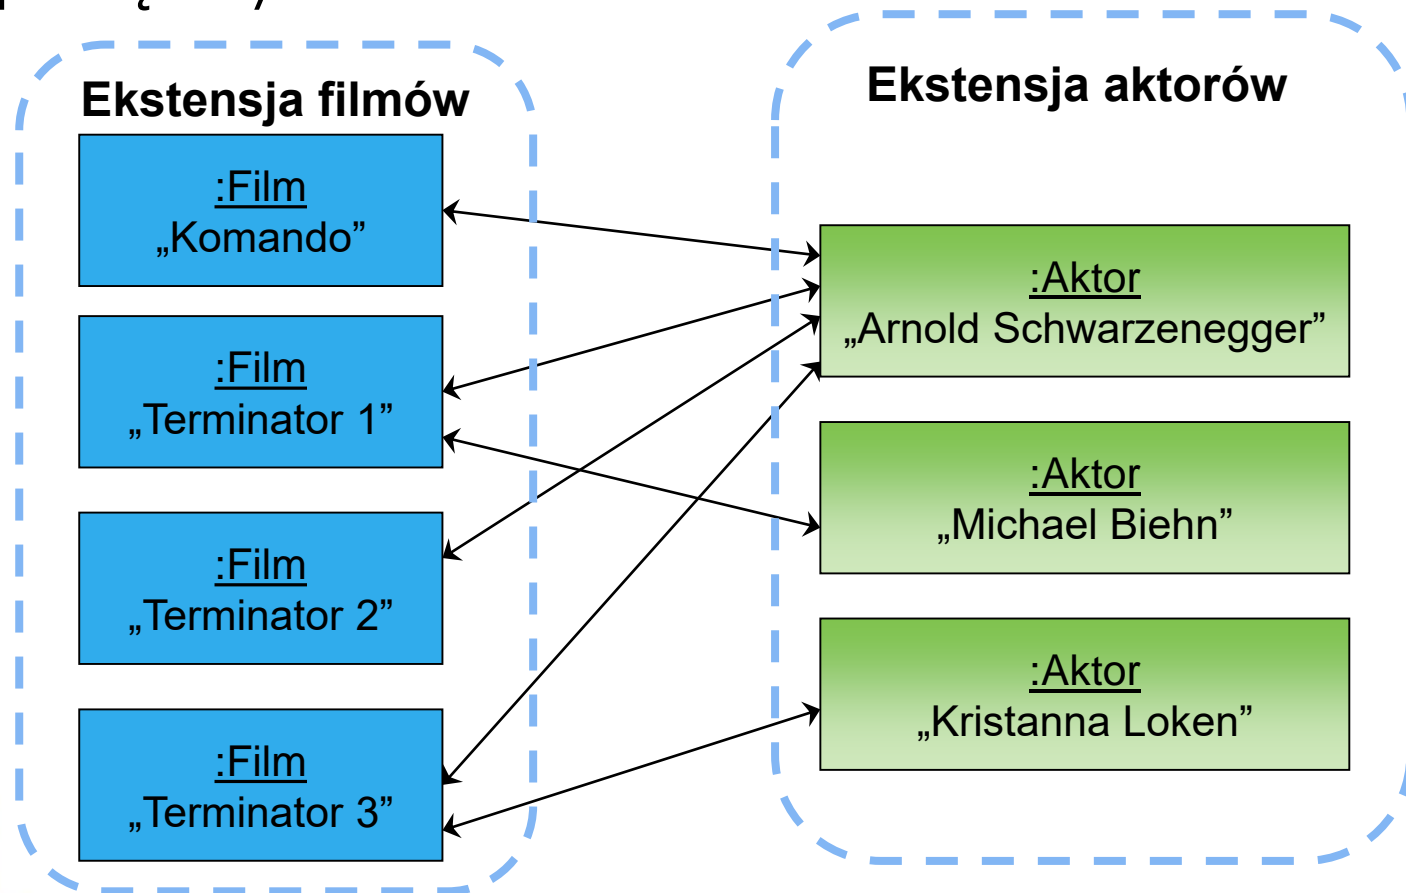 Ekstensja filmów
:Film
„Komando”
:Film
„Terminator 1”
:Film
„Terminator 2”
:Film
„Terminator 3”
Ekstensja aktorów
:Aktor
„Arnold Schwarzenegger”
:Aktor
„Michael Biehn”
:Aktor
„Kristanna Loken”